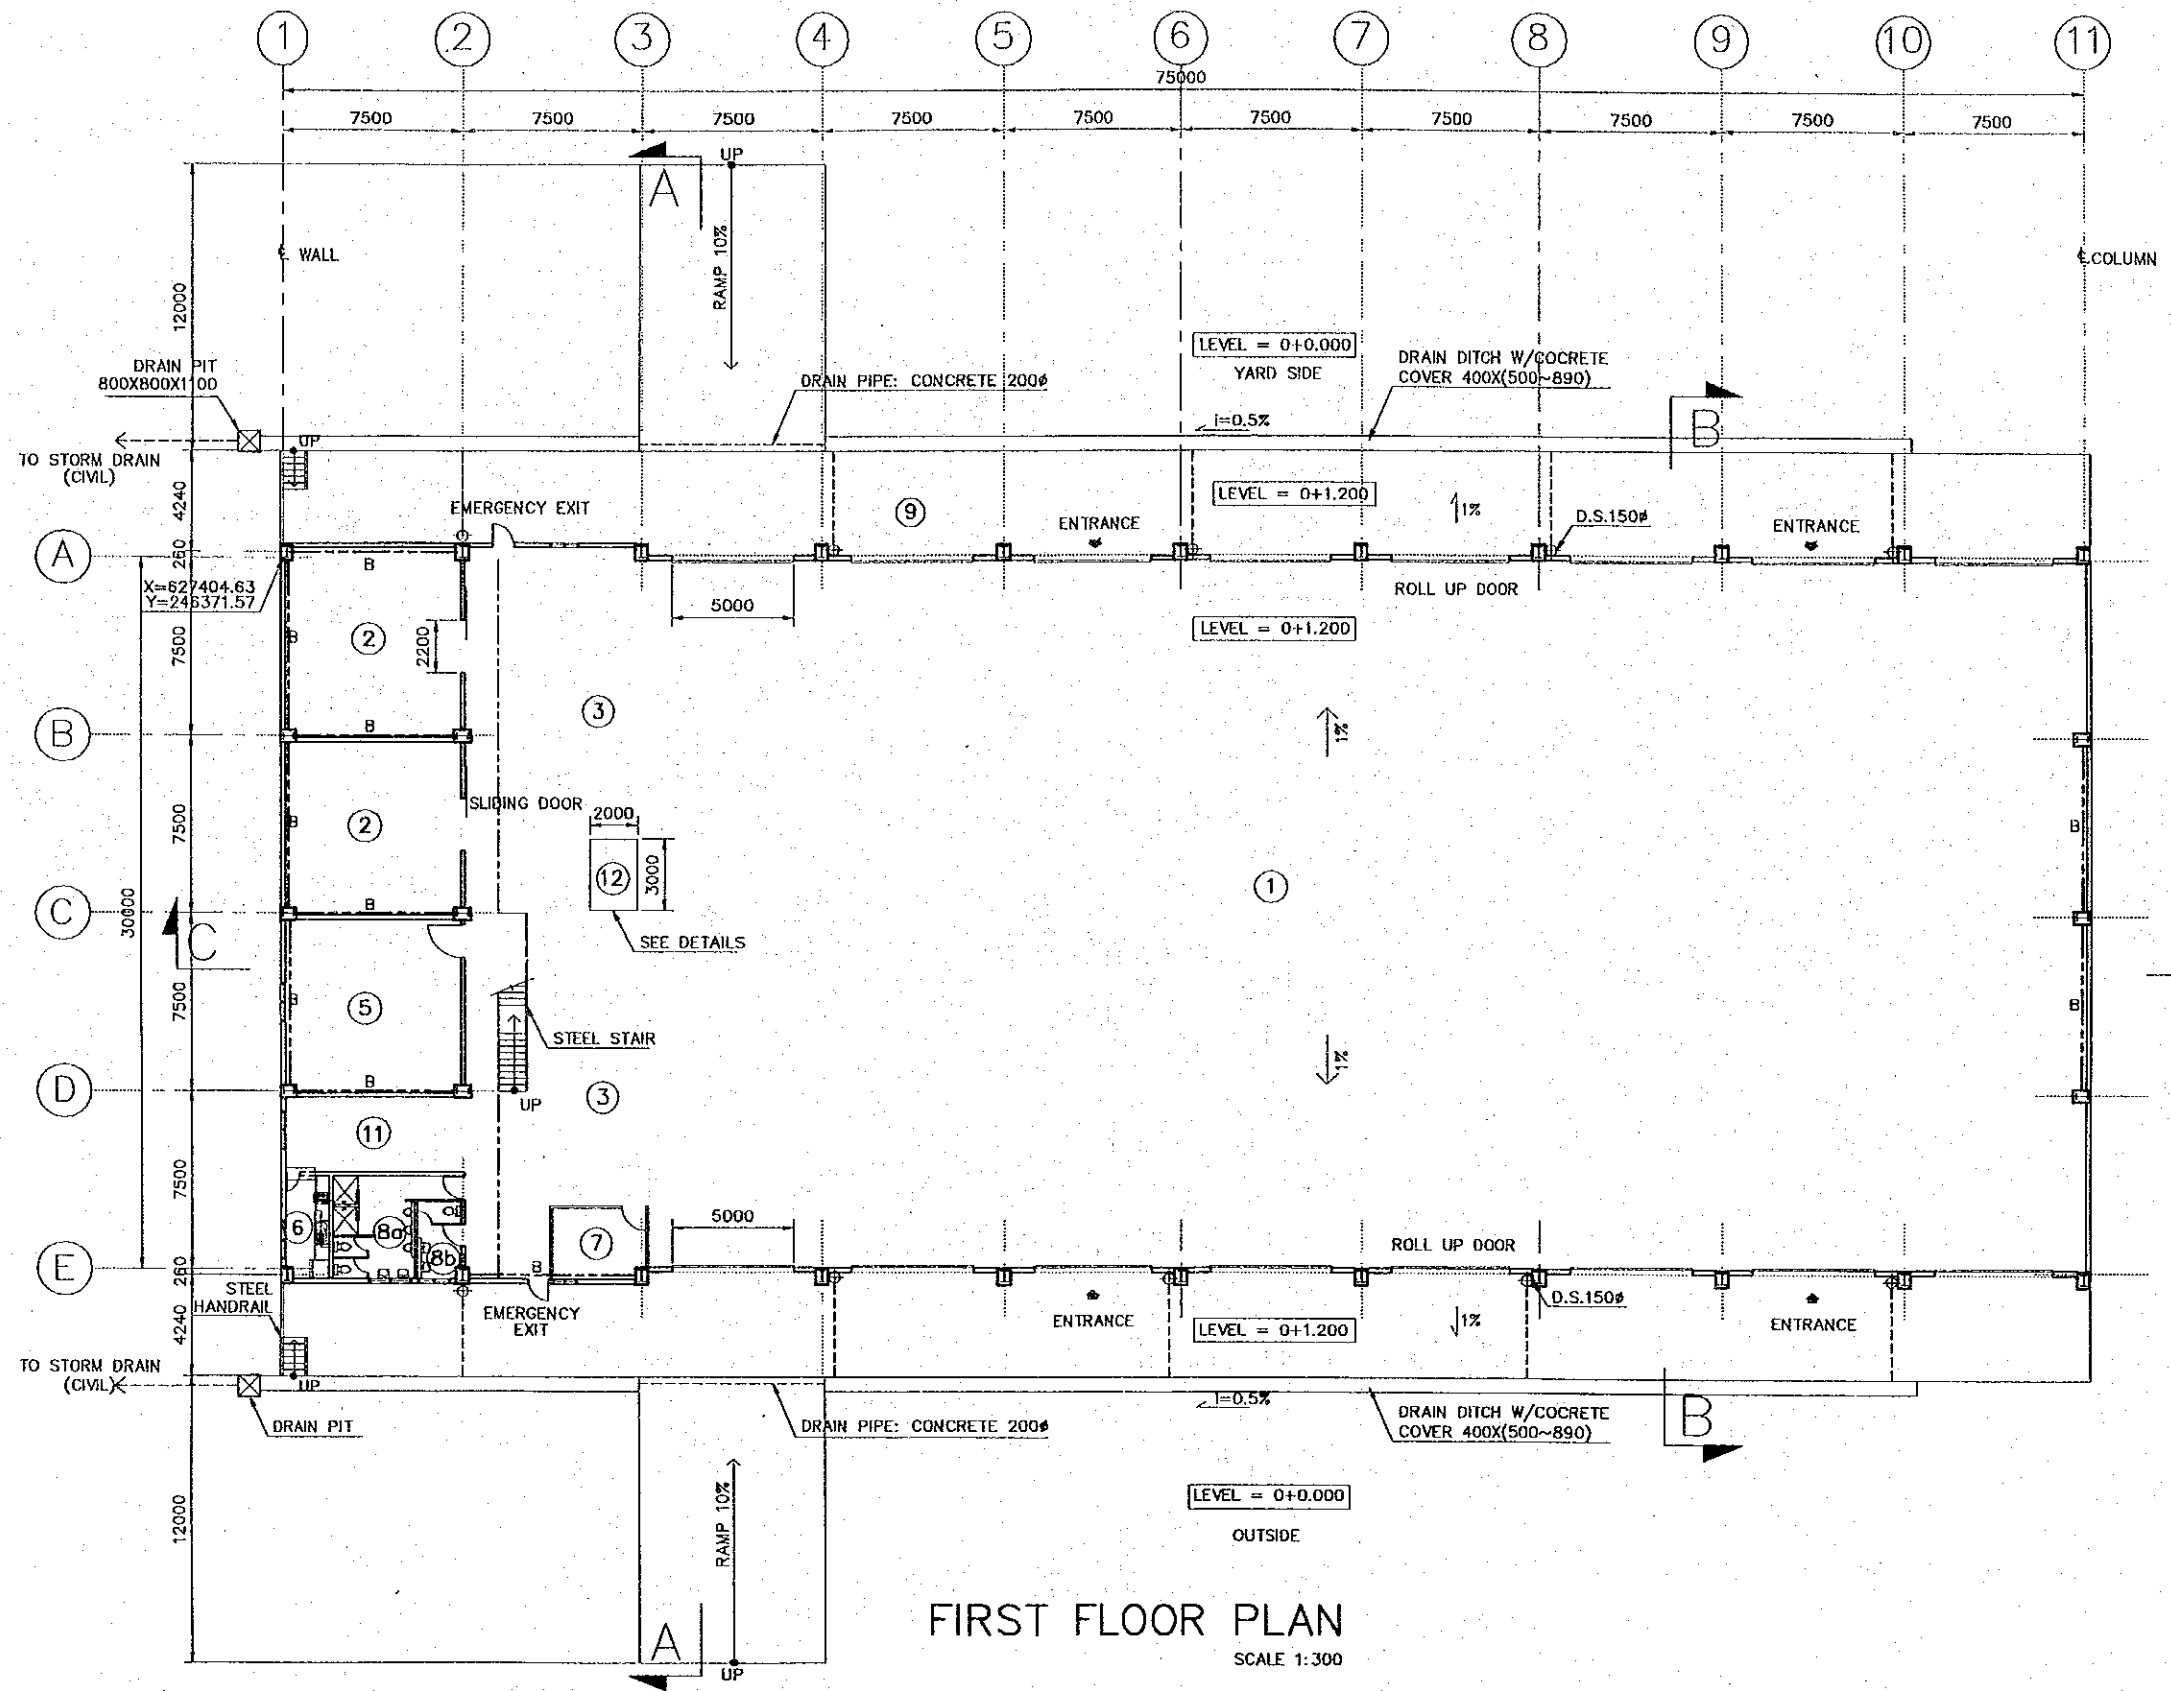 1 2 3 4 5 6 7 8 9 10 11
75000
7500 7500 7500 7500 7500 7500 7500 7500 7500 7500
UP
A
RAMP 10%
12000
℄ WALL
℄ COLUMN
LEVEL = 0+0.000
YARD SIDE
DRAIN PIT
800X800X1100
DRAIN PIPE: CONCRETE 200ø
DRAIN DITCH W/COCRETE
COVER 400X(500~890)
B
i=0.5%
UP
TO STORM DRAIN
(CIVIL)
4240
EMERGENCY EXIT
9
ENTRANCE
LEVEL = 0+1.200
1%
D.S.150ø
ENTRANCE
A
260
B
X=627404.63
Y=246371.57
5000
ROLL UP DOOR
LEVEL = 0+1.200
7500
B
2
2200
3
B
B
1%
7500
B
2
SLIDING DOOR
2000
12
3000
1
B
C
30000
B
C
SEE DETAILS
7500
B
5
STEEL STAIR
B
1%
D
B
UP
3
11
7500
6
8a
8b
7
5000
ROLL UP DOOR
E
260
B
STEEL
HANDRAIL
EMERGENCY
EXIT
D.S.150ø
4240
ENTRANCE
LEVEL = 0+1.200
1%
ENTRANCE
TO STORM DRAIN
(CIVIL)
UP
DRAIN PIT
DRAIN PIPE: CONCRETE 200ø
i=0.5%
DRAIN DITCH W/COCRETE
COVER 400X(500~890)
B
12000
RAMP 10%
LEVEL = 0+0.000
OUTSIDE
A
UP
FIRST FLOOR PLAN
SCALE 1:300